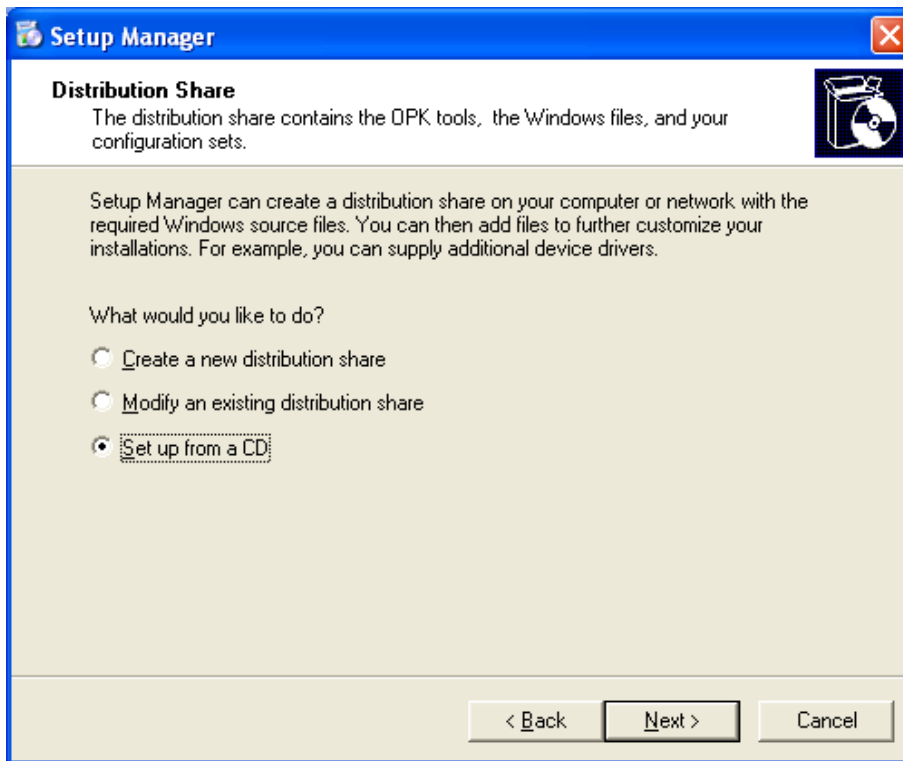 Setup Manager
Distribution Share
The distribution share contains the OPK tools, the Windows files, and your
configuration sets.
Setup Manager can create a distribution share on your computer or network with the
required Windows source files. You can then add files to further customize your
installations. For example, you can supply additional device drivers.
What would you like to do?
Create a new distribution share
Modify an existing distribution share
Set up from a CD
< Back Next > Cancel